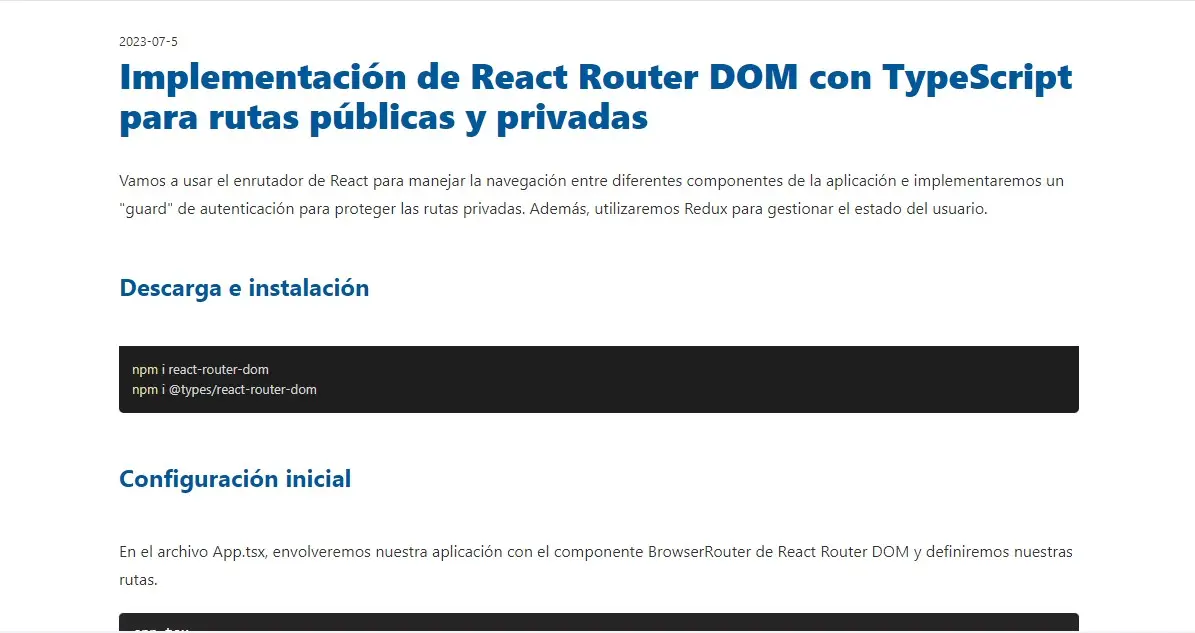 2023-07-5
Implementación de React Router DOM con TypeScript
para rutas públicas y privadas
Vamos a usar el enrutador de React para manejar la navegación entre diferentes componentes de la aplicación e implementaremos un
"guard" de autenticación para proteger las rutas privadas. Además, utilizaremos Redux para gestionar el estado del usuario.
Descarga e instalación
npm i react-router-dom
npm i @types/react-router-dom
Configuración inicial
En el archivo App.tsx, envolveremos nuestra aplicación con el componente BrowserRouter de React Router DOM y definiremos nuestras
rutas.